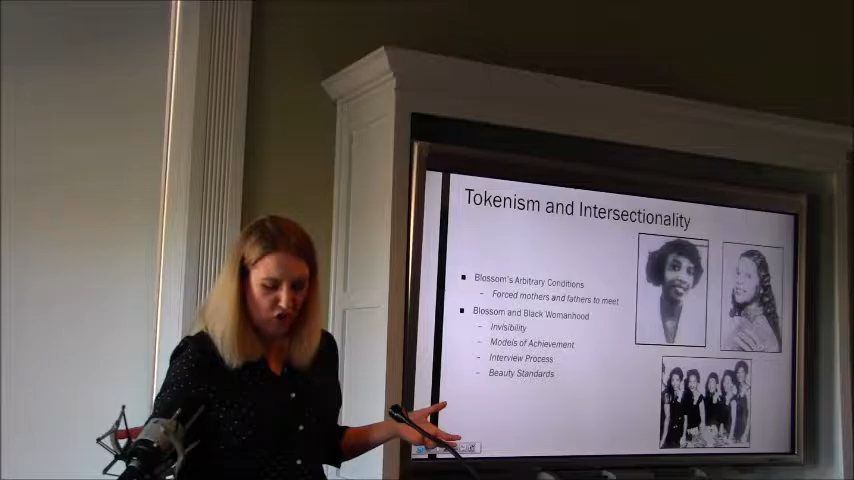 Tokenism and Intersectionality
■ Blossom's Arbitrary Conditions
– Forced mothers and fathers to meet
■ Blossom and Black Womanhood
– Invisibility
– Models of Achievement
– Interview Process
– Beauty Standards